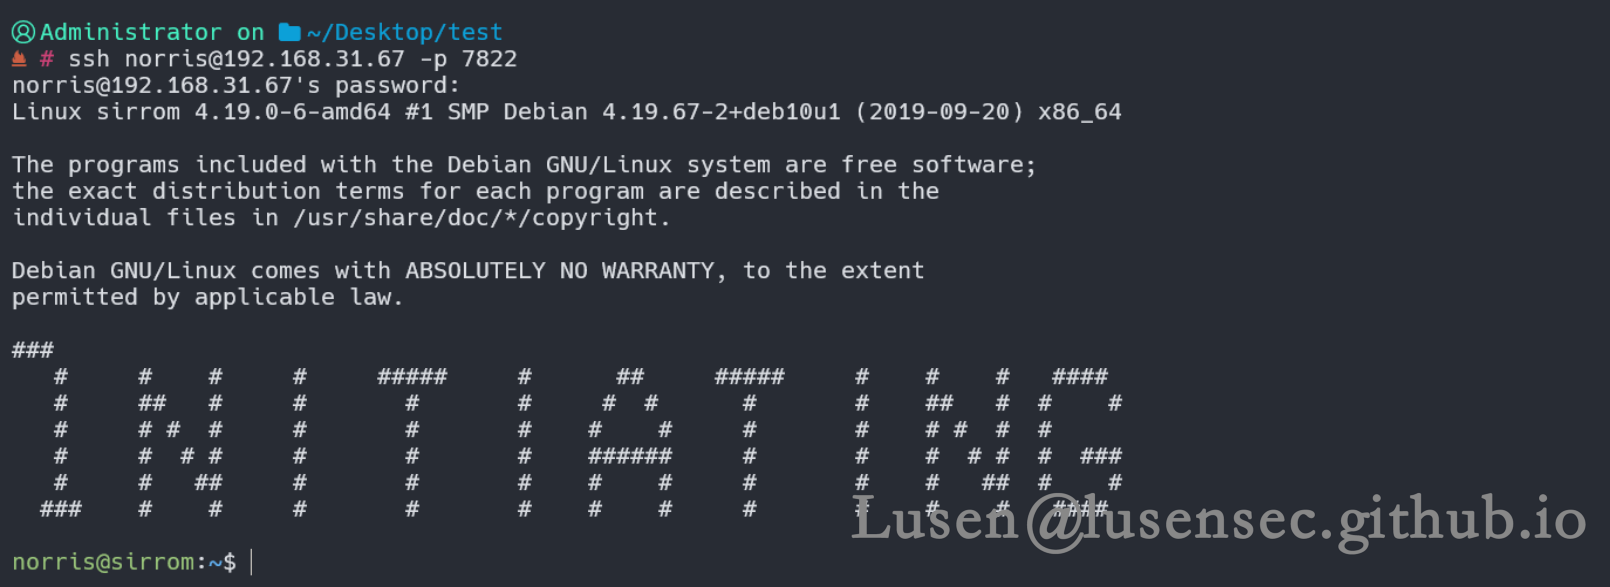 Administrator on ~/Desktop/test
# ssh norris@192.168.31.67 -p 7822
norris@192.168.31.67's password:
Linux sirrom 4.19.0-6-amd64 #1 SMP Debian 4.19.67-2+deb10u1 (2019-09-20) x86_64
The programs included with the Debian GNU/Linux system are free software;
the exact distribution terms for each program are described in the
individual files in /usr/share/doc/*/copyright.
Debian GNU/Linux comes with ABSOLUTELY NO WARRANTY, to the extent
permitted by applicable law.
INITIATING
Lusen@lusensec.github.io
norris@sirrom:~$